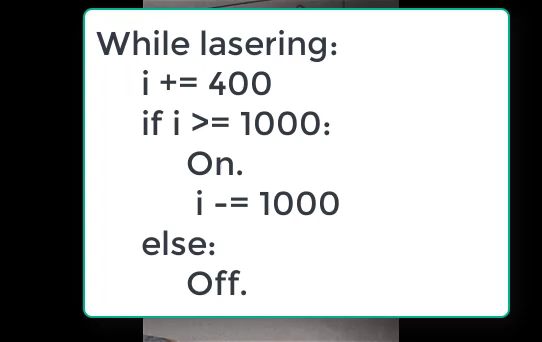 While lasering:
i += 400
if i >= 1000:
On.
i -= 1000
else:
Off.